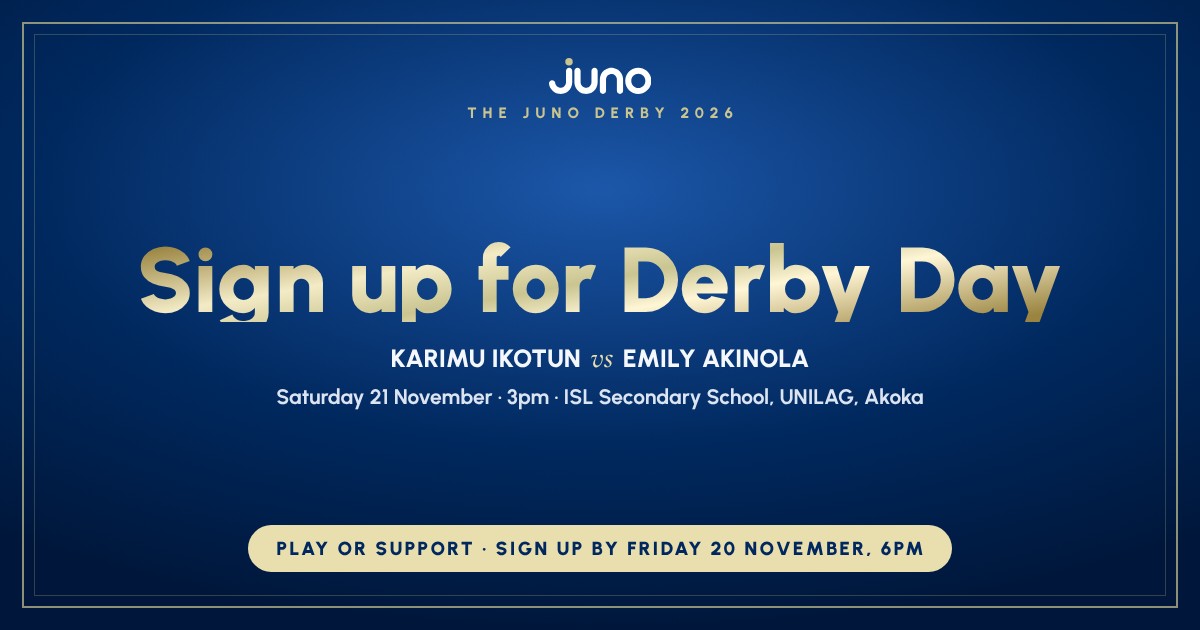 juno
THE JUNO DERBY 2026
Sign up for Derby Day
KARIMU IKOTUN vs EMILY AKINOLA
Saturday 21 November · 3pm · ISL Secondary School, UNILAG, Akoka
PLAY OR SUPPORT · SIGN UP BY FRIDAY 20 NOVEMBER, 6PM